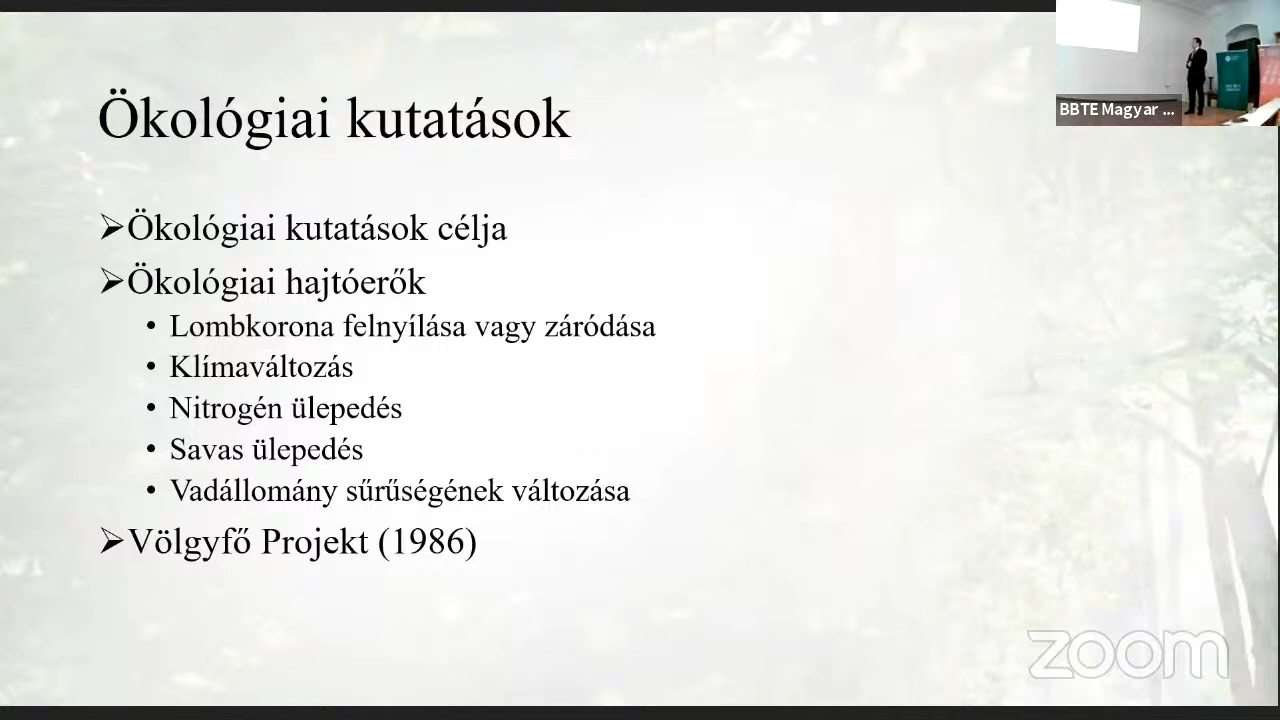 Ökológiai kutatások
➢Ökológiai kutatások célja
➢Ökológiai hajtóerők
• Lombkorona felnyílása vagy záródása
• Klímaváltozás
• Nitrogén ülepedés
• Savas ülepedés
• Vadállomány sűrűségének változása
➢Völgyfő Projekt (1986)
BBTE Magyar ...
zoom